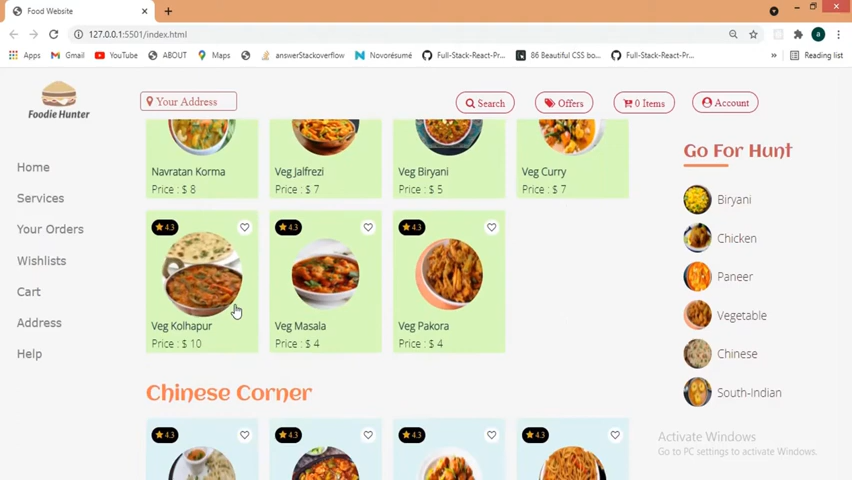 Food Website
127.0.0.1:5501/index.html
Apps
Gmail
YouTube
ABOUT
Maps
answerStackoverflow
Novorésumé
Full-Stack-React-Pr...
86 Beautiful CSS bo...
Full-Stack-React-Pr...
»
Reading list
a
Foodie Hunter
Your Address
Search
Offers
0 Items
Account
Home
Services
Your Orders
Wishlists
Cart
Address
Help
Navratan Korma
Price : $ 8
Veg Jalfrezi
Price : $ 7
Veg Biryani
Price : $ 5
Veg Curry
Price : $ 7
4.3
Veg Kolhapur
Price : $ 10
4.3
Veg Masala
Price : $ 4
4.3
Veg Pakora
Price : $ 4
Chinese Corner
4.3
4.3
4.3
4.3
Go For Hunt
Biryani
Chicken
Paneer
Vegetable
Chinese
South-Indian
Activate Windows
Go to PC settings to activate Windows.